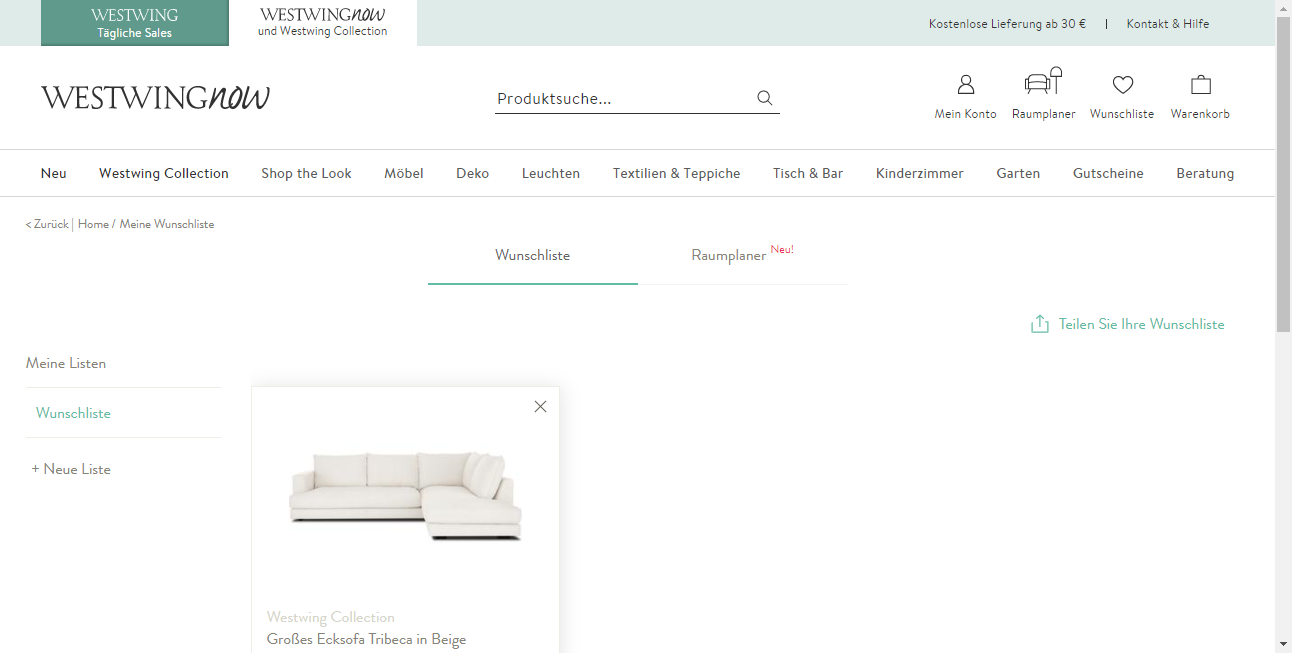 WESTWING
Tägliche Sales
WESTWINGnow
und Westwing Collection
Kostenlose Lieferung ab 30 € | Kontakt & Hilfe
WESTWINGnow
Produktsuche...
Mein Konto
Raumplaner
Wunschliste
Warenkorb
Neu Westwing Collection Shop the Look Möbel Deko Leuchten Textilien & Teppiche Tisch & Bar Kinderzimmer Garten Gutscheine Beratung
< Zurück | Home / Meine Wunschliste
Wunschliste
Raumplaner Neu!
Teilen Sie Ihre Wunschliste
Meine Listen
Wunschliste
+ Neue Liste
Westwing Collection
Großes Ecksofa Tribeca in Beige